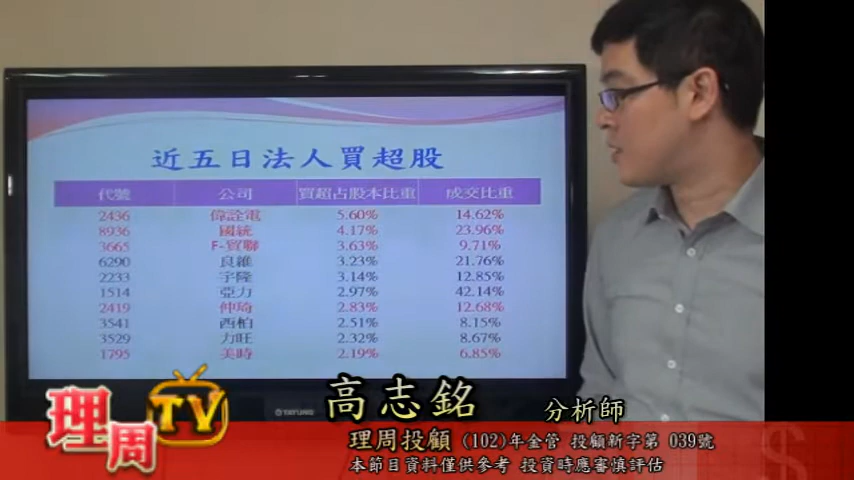 近五日法人買超股
代號 公司 買超占股本比重 成交比重
2436 偉詮電 5.60% 14.62%
8936 國統 4.17% 23.96%
3665 F-貿聯 3.63% 9.71%
6290 良維 3.23% 21.76%
2233 宇隆 3.14% 12.85%
1514 亞力 2.97% 42.14%
2419 仲琦 2.83% 12.68%
3541 西柏 2.51% 8.15%
3529 力旺 2.32% 8.67%
1795 美時 2.19% 6.85%
TATUNG
理周TV
高志銘 分析師
理周投顧 (102)年金管 投顧新字第 039號
本節目資料僅供參考 投資時應審慎評估